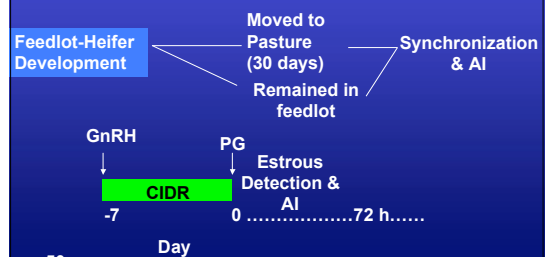 Feedlot-Heifer
Development
Moved to
Pasture
(30 days)
Remained in
feedlot
Synchronization
& AI
GnRH
PG
CIDR
Estrous
Detection &
AI
-7
0 ..................72 h......
Day